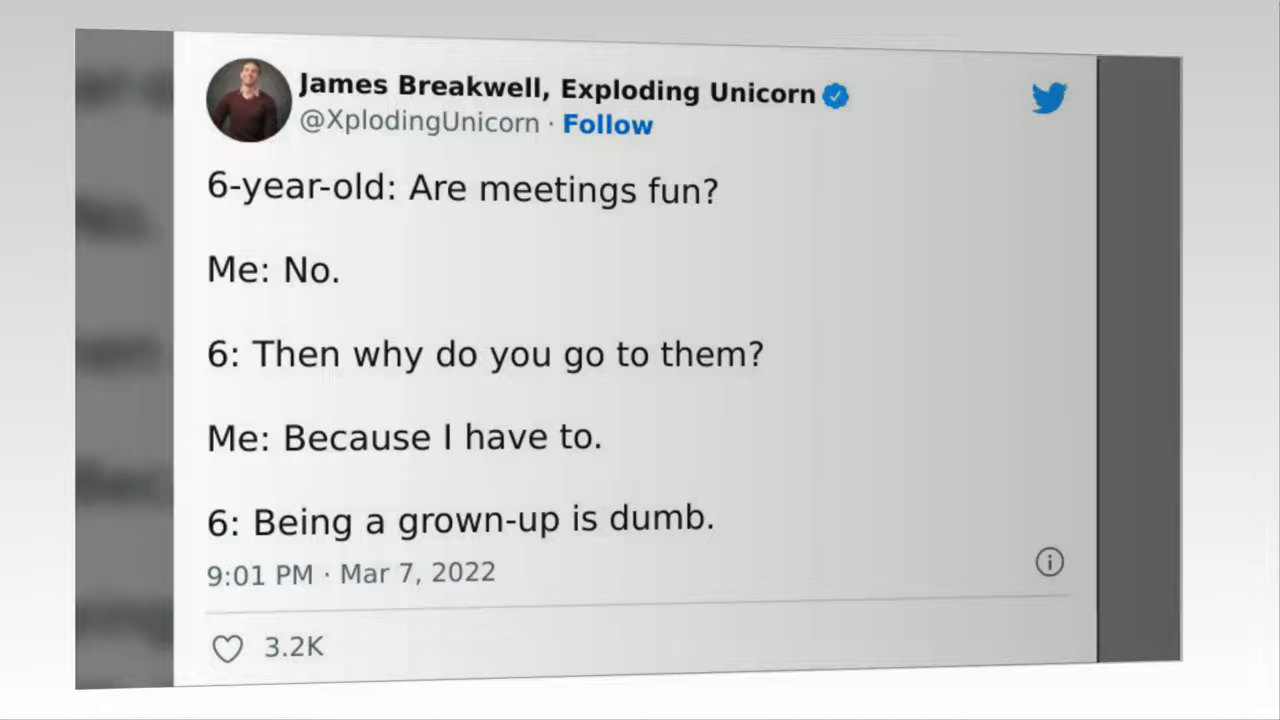 James Breakwell, Exploding Unicorn
@XplodingUnicorn · Follow
6-year-old: Are meetings fun?
Me: No.
6: Then why do you go to them?
Me: Because I have to.
6: Being a grown-up is dumb.
9:01 PM · Mar 7, 2022
3.2K